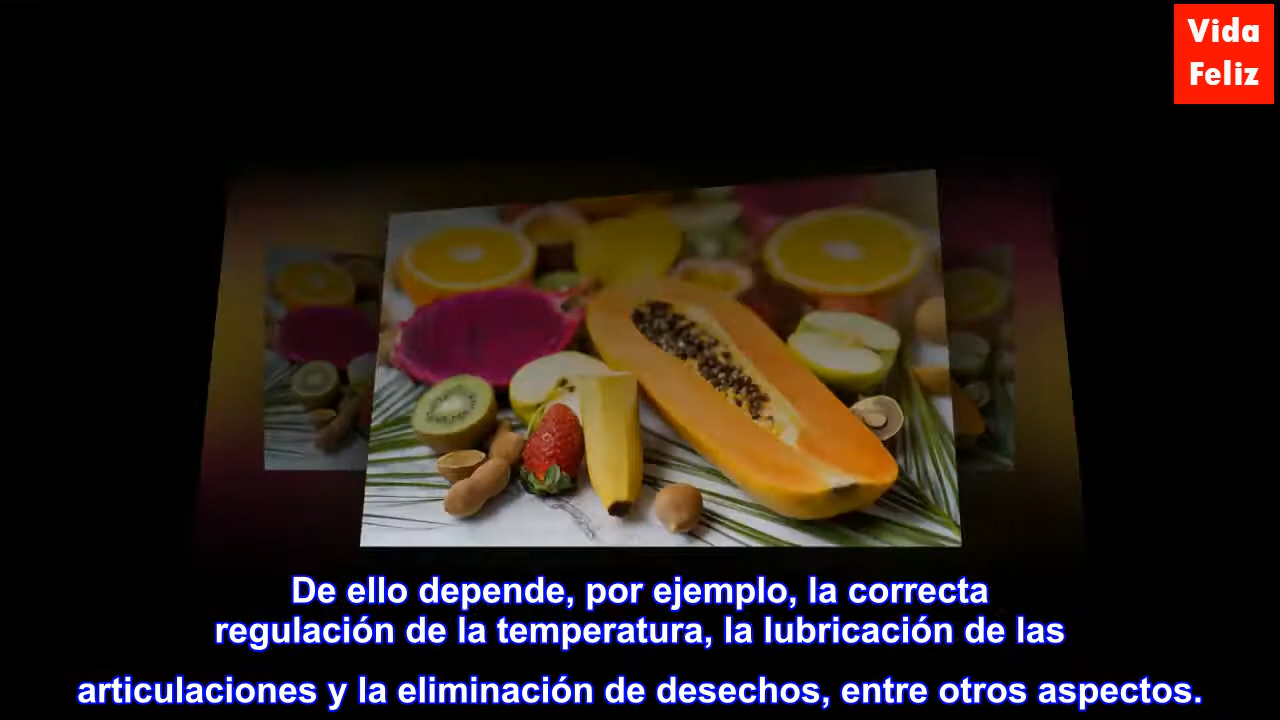 Vida
Feliz
De ello depende, por ejemplo, la correcta
regulación de la temperatura, la lubricación de las
articulaciones y la eliminación de desechos, entre otros aspectos.